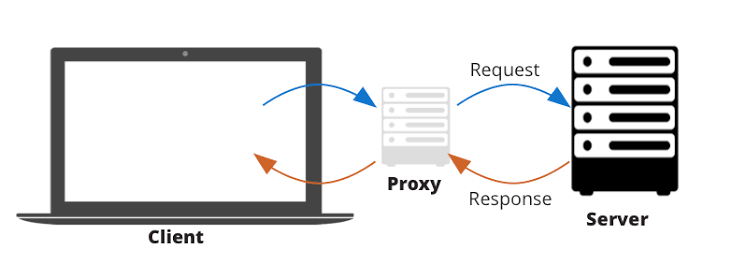 Request
Proxy
Response
Server
Client